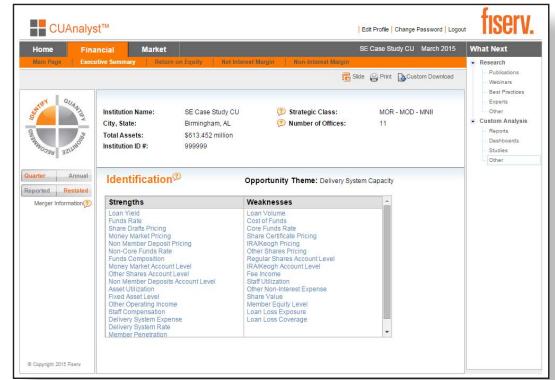 CUAnalyst™
Edit Profile | Change Password | Logout
fiserv.
Home Financial Market
SE Case Study CU March 2015
Main Page Executive Summary Return on Equity Net Interest Margin Non-Interest Margin
Slide Print Custom Download
What Next
Research
Publications
Webinars
Best Practices
Experts
Other
Custom Analysis
Reports
Dashboards
Studies
Other
IDENTIFY QUANTIFY
DIAGNOSE PRIORITIZE
Institution Name: SE Case Study CU
City, State: Birmingham, AL
Total Assets: $613.452 million
Institution ID #: 999999
Strategic Class: MOR - MOD - MNII
Number of Offices: 11
Quarter Annual
Reported Restated
Merger Information
Identification
Opportunity Theme: Delivery System Capacity
Strengths
Loan Yield
Funds Rate
Share Drafts Pricing
Money Market Pricing
Non Member Deposit Pricing
Non-Core Funds Rate
Funds Composition
Money Market Account Level
Other Shares Account Level
Non Member Deposits Account Level
Asset Utilization
Fixed Asset Level
Other Operating Income
Staff Compensation
Delivery System Expense
Delivery System Rate
Member Penetration
Weaknesses
Loan Volume
Cost of Funds
Core Funds Rate
Share Certificate Pricing
IRA/Keogh Pricing
Other Shares Pricing
Regular Shares Account Level
IRA/Keogh Account Level
Fee Income
Staff Utilization
Other Non-Interest Expense
Share Value
Member Equity Level
Loan Loss Exposure
Loan Loss Coverage
© Copyright 2015 Fiserv